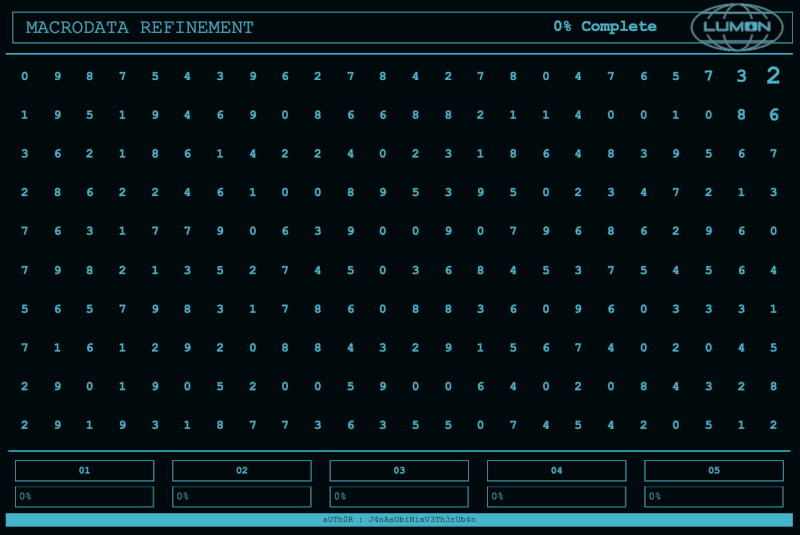 MACRODATA REFINEMENT 0% Complete LUMON
0 9 8 7 5 4 3 9 6 2 7 8 4 2 7 8 0 4 7 6 5 7 3 2
1 9 5 1 9 4 6 9 0 8 6 6 8 8 2 1 1 4 0 0 1 0 8 6
3 6 2 1 8 6 1 4 2 2 4 0 2 3 1 8 6 4 8 3 9 5 6 7
2 8 6 2 2 4 6 1 0 0 8 9 5 3 9 5 0 2 3 4 7 2 1 3
7 6 3 1 7 7 9 0 6 3 9 0 0 9 0 7 9 6 8 6 2 9 6 0
7 9 8 2 1 3 5 2 7 4 5 0 3 6 8 4 5 3 7 5 4 5 6 4
5 6 5 7 9 8 3 1 7 8 6 0 8 8 3 6 0 9 6 0 3 3 3 1
7 1 6 1 2 9 2 0 8 8 4 3 2 9 1 5 6 7 4 0 2 0 4 5
2 9 0 1 9 0 5 2 0 0 5 9 0 0 6 4 0 2 0 8 4 3 2 8
2 9 1 9 3 1 8 7 7 3 6 3 5 5 0 7 4 5 4 2 0 5 1 2
01 02 03 04 05
0% 0% 0% 0% 0%
aUTh0R : J4nAsObiNixV3Th3rUb4n